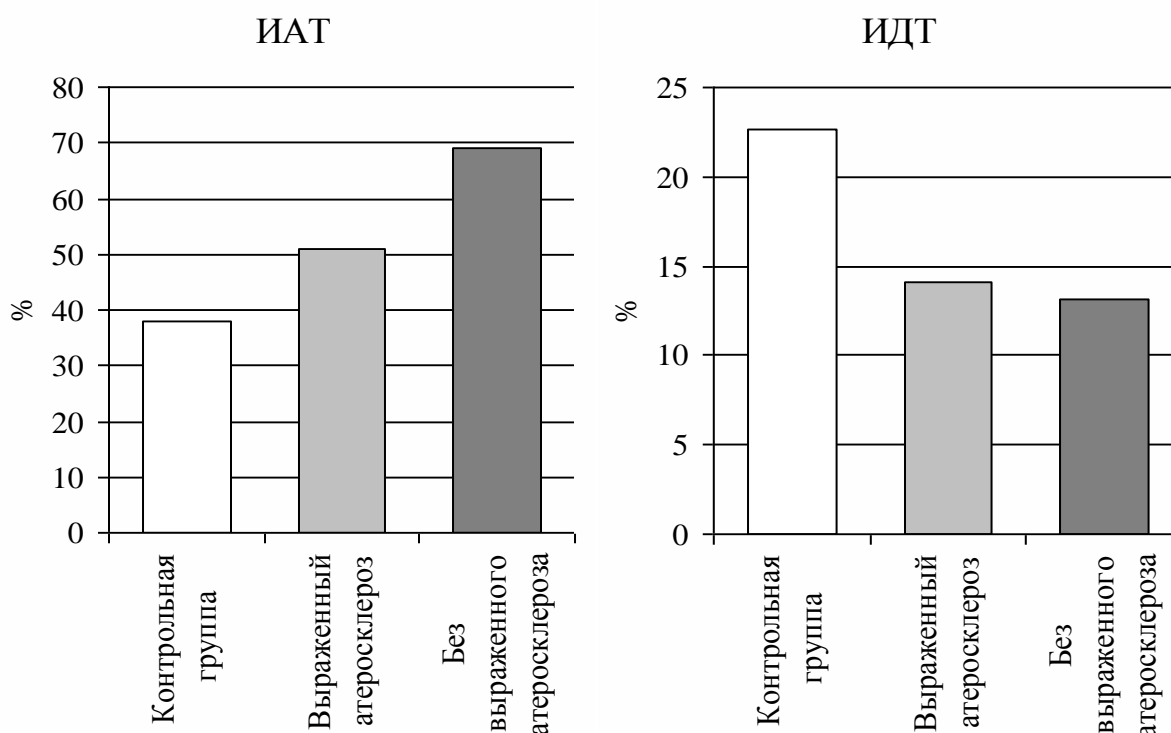 ИАТ
80
70
60
50
40
30
20
10
0
%
Контрольная
группа
Выраженный
атеросклероз
Без
выраженного
атеросклероза
ИДТ
25
20
15
10
5
0
%
Контрольная
группа
Выраженный
атеросклероз
Без
выраженного
атеросклероза